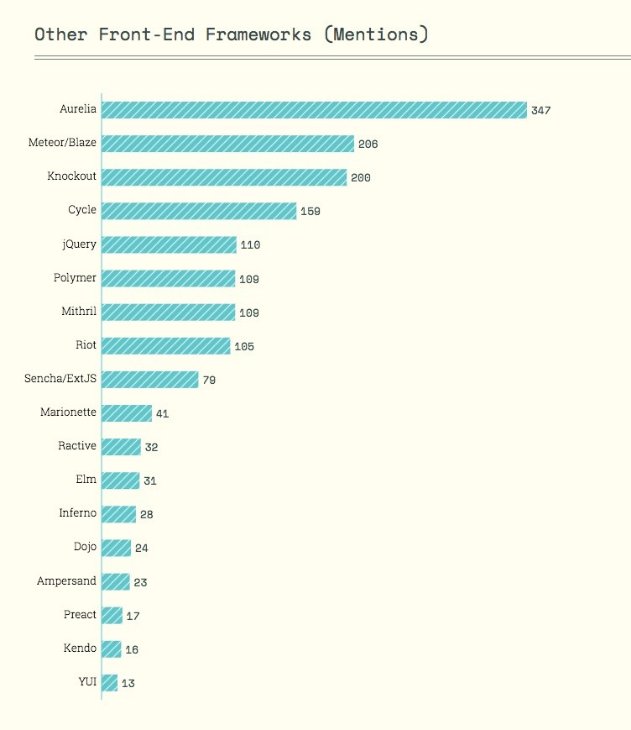 Other Front-End Frameworks (Mentions)
Aurelia 347
Meteor/Blaze 206
Knockout 200
Cycle 159
jQuery 110
Polymer 109
Mithril 109
Riot 105
Sencha/ExtJS 79
Marionette 41
Ractive 32
Elm 31
Inferno 28
Dojo 24
Ampersand 23
Preact 17
Kendo 16
YUI 13